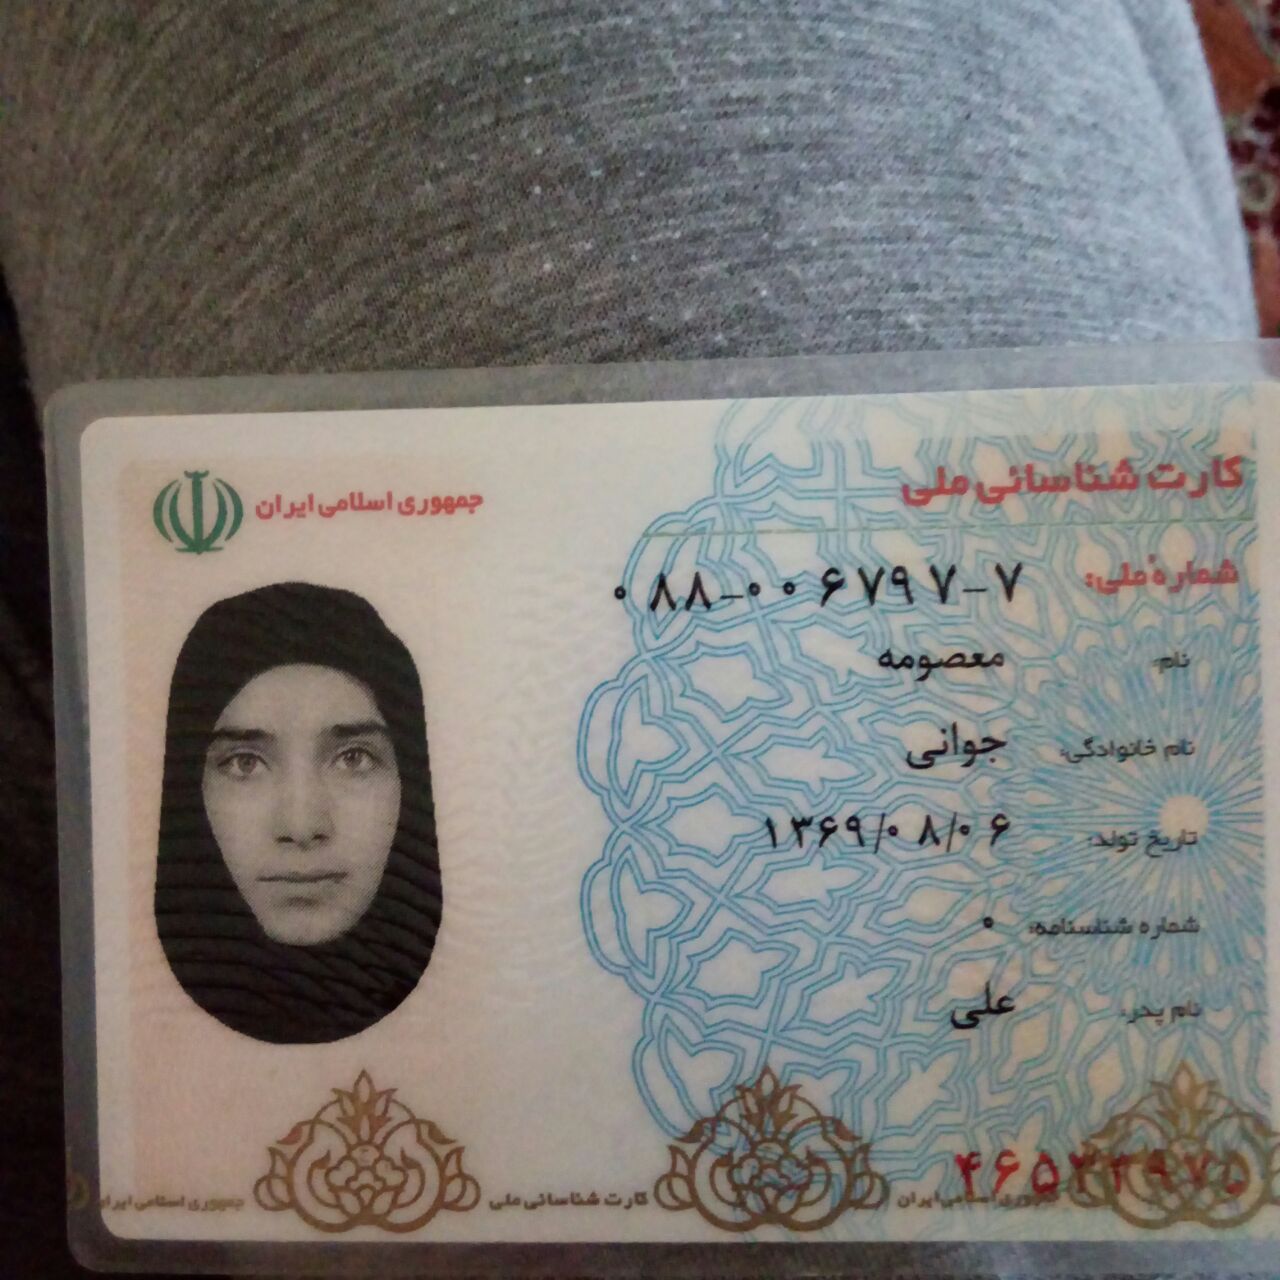 کارت شناسائی ملی
جمهوری اسلامی ایران
شمارهٔ ملی: ۰۸۸-۰۰۶۷۹۷-۷
نام: معصومه
نام خانوادگی: جوانی
تاریخ تولد: ۱۳۶۹/۰۸/۰۶
شماره شناسنامه: ۰
نام پدر: علی
جمهوری اسلامی ایران کارت شناسائی ملی جمهوری اسلامی ایران